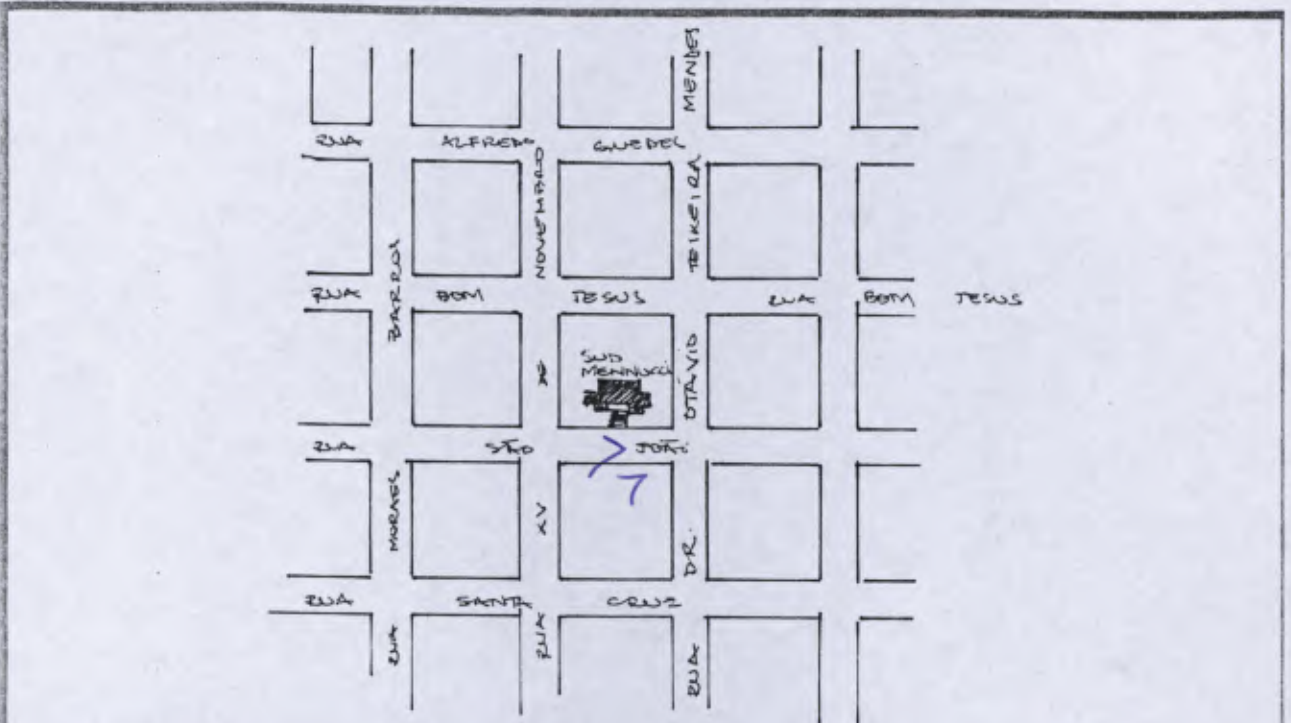 RUA ALFREDO GUEDES
RUA BOM JESUS RUA BOM JESUS
SUD
MENNUCCI
RUA SÃO JOÃO
7
RUA SANTA CRUZ
RUA MORAES BARROS
RUA XV DE NOVEMBRO
RUA DR. OTÁVIO TEIXEIRA MENDES